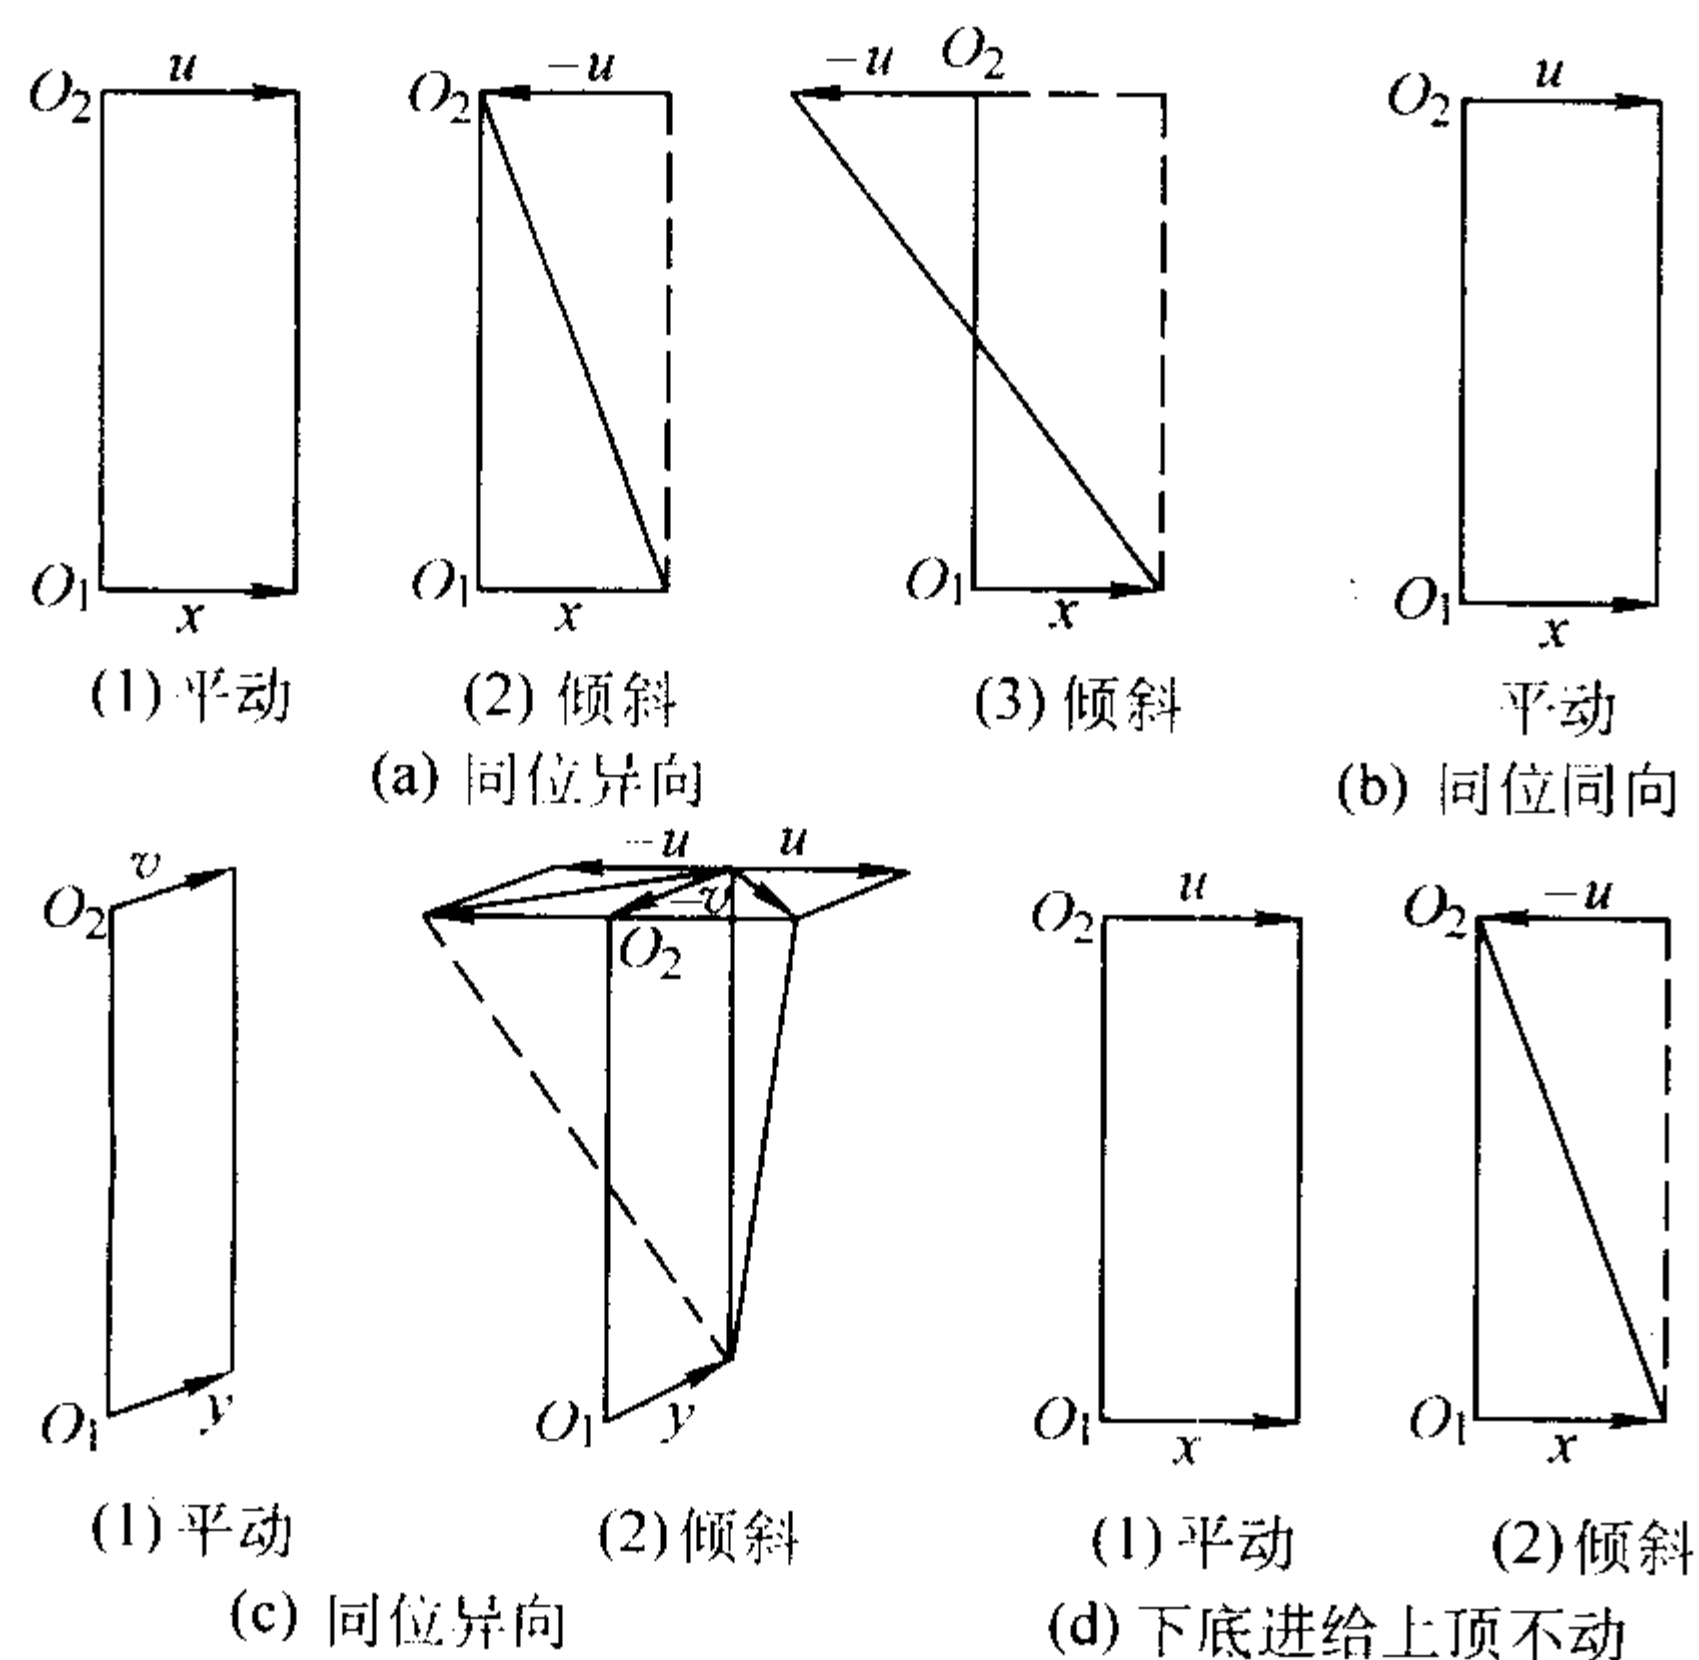 u -u -u O₂ u
O₂ O₂ O₂
O₁ x O₁ x O₁ x O₁ x
(1) 平动 (2) 倾斜 (3) 倾斜 平动
(a) 同位异向 (b) 同位同向
v -u u u -u
O₂ -v O₂ O₂ O₂
O₁ y O₁ y O₁ x O₁ x
(1) 平动 (2) 倾斜 (1) 平动 (2) 倾斜
(c) 同位异向 (d) 下底进给上顶不动